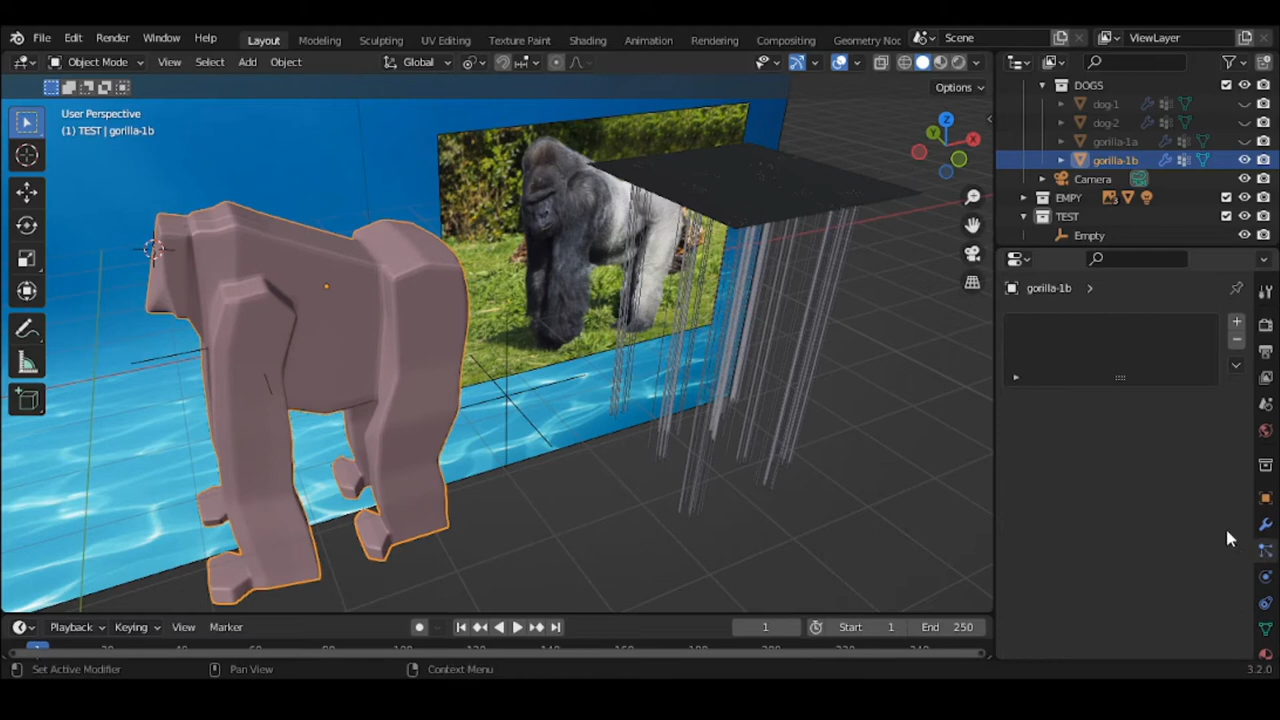 File Edit Render Window Help Layout Modeling Sculpting UV Editing Texture Paint Shading Animation Rendering Compositing Geometry Noc Scene ViewLayer
Object Mode View Select Add Object Global
Options
User Perspective
(1) TEST | gorilla-1b
X
Y
Z
DOGS
dog-1
dog-2
gorilla-1a
gorilla-1b
Camera
EMPY
TEST
Empty
gorilla-1b
Playback Keying View Marker 1 Start 1 End 250
Set Active Modifier Pan View Context Menu 3.2.0